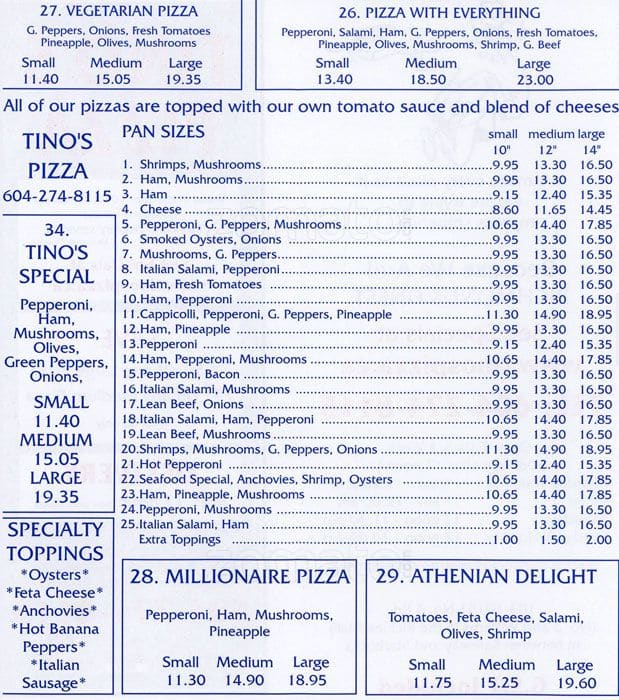 27. VEGETARIAN PIZZA
G. Peppers, Onions, Fresh Tomatoes
Pineapple, Olives, Mushrooms
Small Medium Large
11.40 15.05 19.35
26. PIZZA WITH EVERYTHING
Pepperoni, Salami, Ham, G. Peppers, Onions, Fresh Tomatoes,
Pineapple, Olives, Mushrooms, Shrimp, G. Beef
Small Medium Large
13.40 18.50 23.00
All of our pizzas are topped with our own tomato sauce and blend of cheeses
TINO'S
PIZZA
604-274-8115
34.
TINO'S
SPECIAL
Pepperoni,
Ham,
Mushrooms,
Olives,
Green Peppers,
Onions,
SMALL
11.40
MEDIUM
15.05
LARGE
19.35
SPECIALTY
TOPPINGS
*Oysters*
*Feta Cheese*
*Anchovies*
*Hot Banana
Peppers*
*Italian
Sausage*
PAN SIZES small medium large
10" 12" 14"
1. Shrimps, Mushrooms 9.95 13.30 16.50
2. Ham, Mushrooms 9.95 13.30 16.50
3. Ham 9.15 12.40 15.35
4. Cheese 8.60 11.65 14.45
5. Pepperoni, G. Peppers, Mushrooms 10.65 14.40 17.85
6. Smoked Oysters, Onions 9.95 13.30 16.50
7. Mushrooms, G. Peppers 9.95 13.30 16.50
8. Italian Salami, Pepperoni 9.95 13.30 16.50
9. Ham, Fresh Tomatoes 9.95 13.30 16.50
10. Ham, Pepperoni 9.95 13.30 16.50
11. Cappicolli, Pepperoni, G. Peppers, Pineapple 11.30 14.90 18.95
12. Ham, Pineapple 9.95 13.30 16.50
13. Pepperoni 9.15 12.40 15.35
14. Ham, Pepperoni, Mushrooms 10.65 14.40 17.85
15. Pepperoni, Bacon 9.95 13.30 16.50
16. Italian Salami, Mushrooms 9.95 13.30 16.50
17. Lean Beef, Onions 9.95 13.30 16.50
18. Italian Salami, Ham, Pepperoni 10.65 14.40 17.85
19. Lean Beef, Mushrooms 9.95 13.30 16.50
20. Shrimps, Mushrooms, G. Peppers, Onions 11.30 14.90 18.95
21. Hot Pepperoni 9.15 12.40 15.35
22. Seafood Special, Anchovies, Shrimp, Oysters 10.65 14.40 17.85
23. Ham, Pineapple, Mushrooms 10.65 14.40 17.85
24. Pepperoni, Mushrooms 9.95 13.30 16.50
25. Italian Salami, Ham 9.95 13.30 16.50
Extra Toppings 1.00 1.50 2.00
28. MILLIONAIRE PIZZA
Pepperoni, Ham, Mushrooms,
Pineapple
Small Medium Large
11.30 14.90 18.95
29. ATHENIAN DELIGHT
Tomatoes, Feta Cheese, Salami,
Olives, Shrimp
Small Medium Large
11.75 15.25 19.60